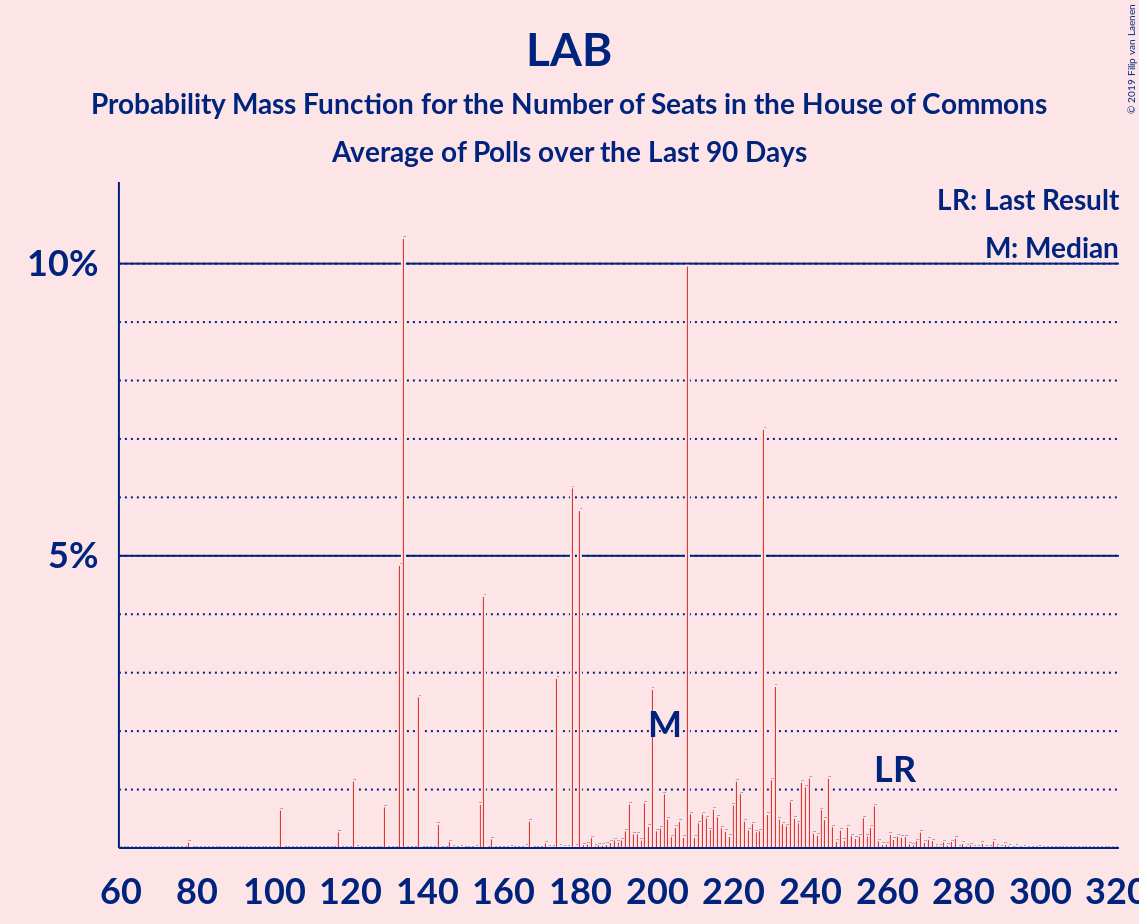 LAB
Probability Mass Function for the Number of Seats in the House of Commons
Average of Polls over the Last 90 Days
© 2019 Filip van Laenen
LR: Last Result
M: Median
10%
5%
M
LR
60 80 100 120 140 160 180 200 220 240 260 280 300 320